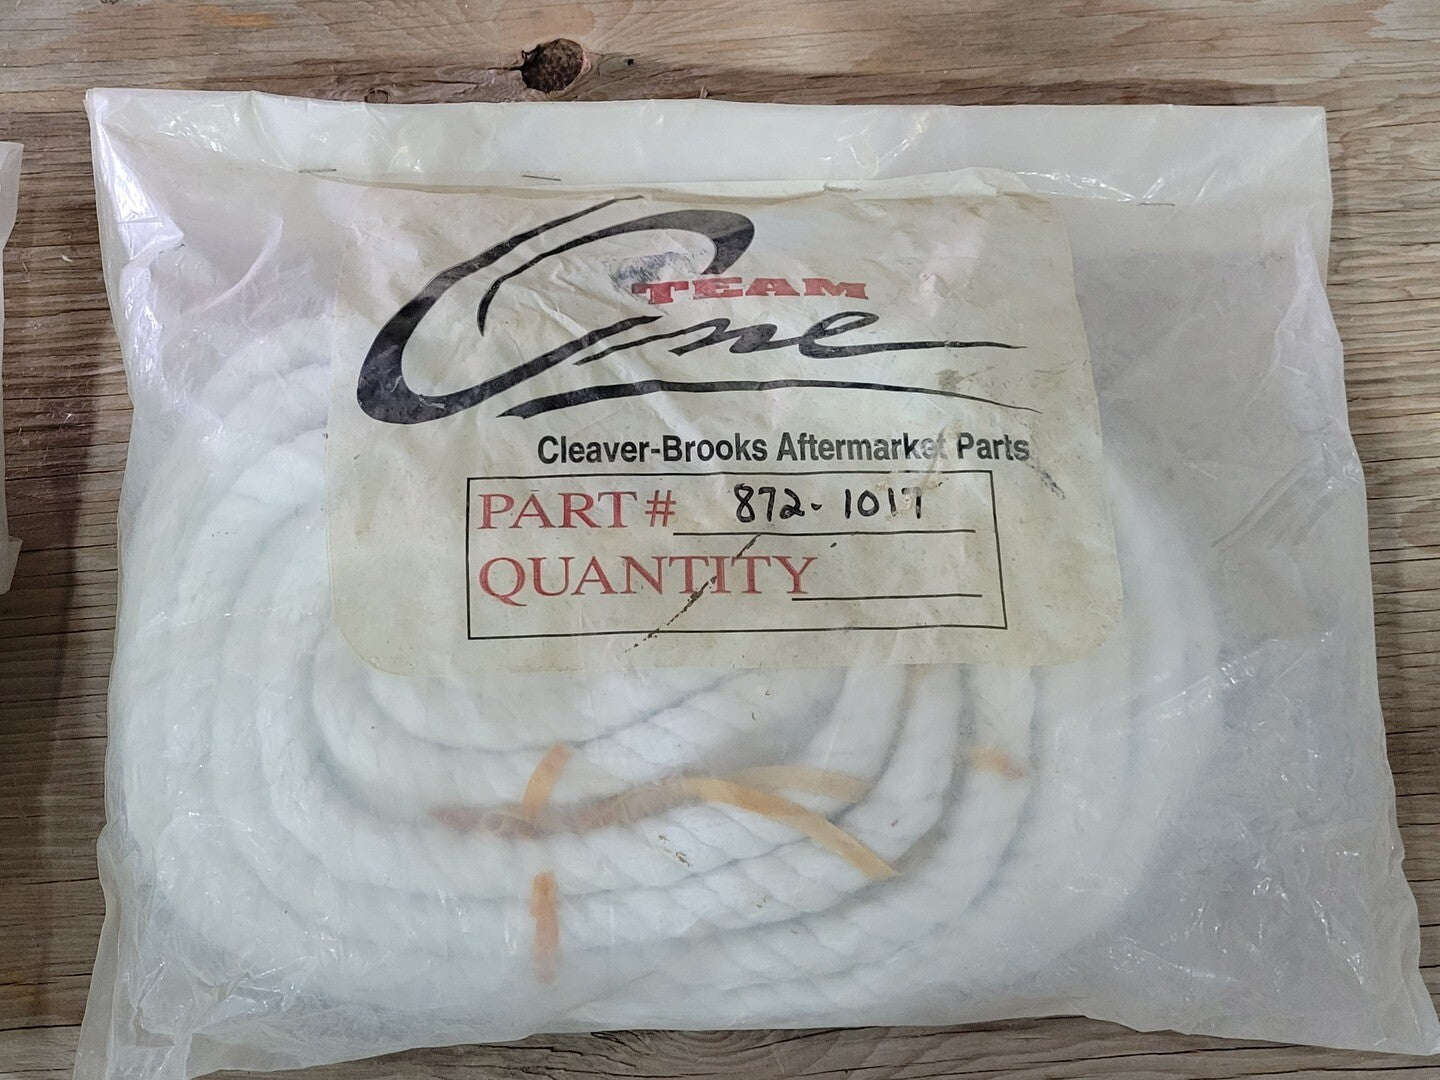 TEAM
One
Cleaver-Brooks Aftermarket Parts
PART # 872-1017
QUANTITY